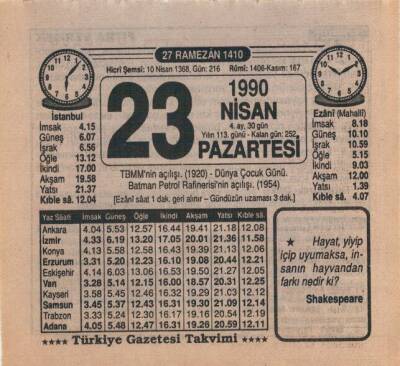 27 RAMEZÂN 1410
Hicrî Şemsî: 10 Nisan 1368, Gün: 216 Rûmî: 1406-Kasım: 167
23
1990
NİSAN
4. ay, 30 gün
Yılın 113. günü - Kalan gün: 252
PAZARTESİ
İstanbul
İmsak 4.15
Güneş 6.07
İşrak 6.56
Öğle 13.12
İkindi 17.00
Akşam 19.58
Yatsı 21.37
Kıble sâ. 12.04
Ezânî (Mahallî)
İmsak 8.18
Güneş 10.10
İşrak 10.59
Öğle 5.15
İkindi 9.03
Akşam 12.00
Yatsı 1.39
Kıble sâ. 4.07
TBMM'nin açılışı. (1920) - Dünya Çocuk Günü.
Batman Petrol Rafinerisi'nin açılışı. (1954)
[Ezânî sâat 1 dak. geri alınır – Gündüzün uzaması 3 dak.]
Yaz Sâati İmsak Güneş Öğle İkindi Akşam Yatsı Kıble sâ.
Ankara 4.04 5.53 12.57 16.44 19.41 21.18 12.08
İzmir 4.33 6.19 13.20 17.05 20.01 21.36 11.58
Konya 4.13 5.58 12.58 16.43 19.39 21.13 12.06
Erzurum 3.31 5.20 12.23 16.10 19.08 20.44 12.21
Eskişehir 4.14 6.03 13.06 16.53 19.50 21.27 12.05
Van 3.28 5.14 12.15 16.00 18.57 20.31 12.25
Kayseri 3.58 5.45 12.46 16.32 19.29 21.03 12.12
Samsun 3.45 5.37 12.43 16.31 19.30 21.09 12.14
Trabzon 3.33 5.24 12.30 16.17 19.16 20.54 12.19
Adana 4.05 5.48 12.47 16.31 19.26 20.59 12.11
★ Hayat, yiyip
içip uyumaksa, in-
sanın hayvandan
farkı nedir ki?
Shakespeare
★★★★ Türkiye Gazetesi Takvimi ★★★★